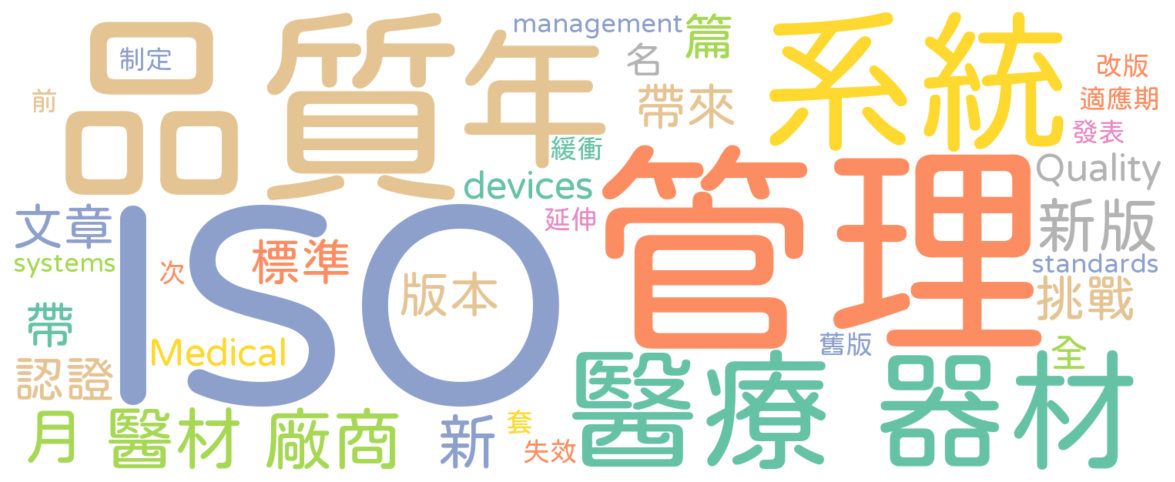 品質
年
系統
management
篇
制定
名
改版
前
帶來
適應期
發表
緩衝
管理
Quality
devices
文章
ISO
延伸
新版
標準
systems
次
standards
版本
挑戰
帶
Medical
舊版
全
認證
醫療
器材
月
醫材
廠商
新
套
失效